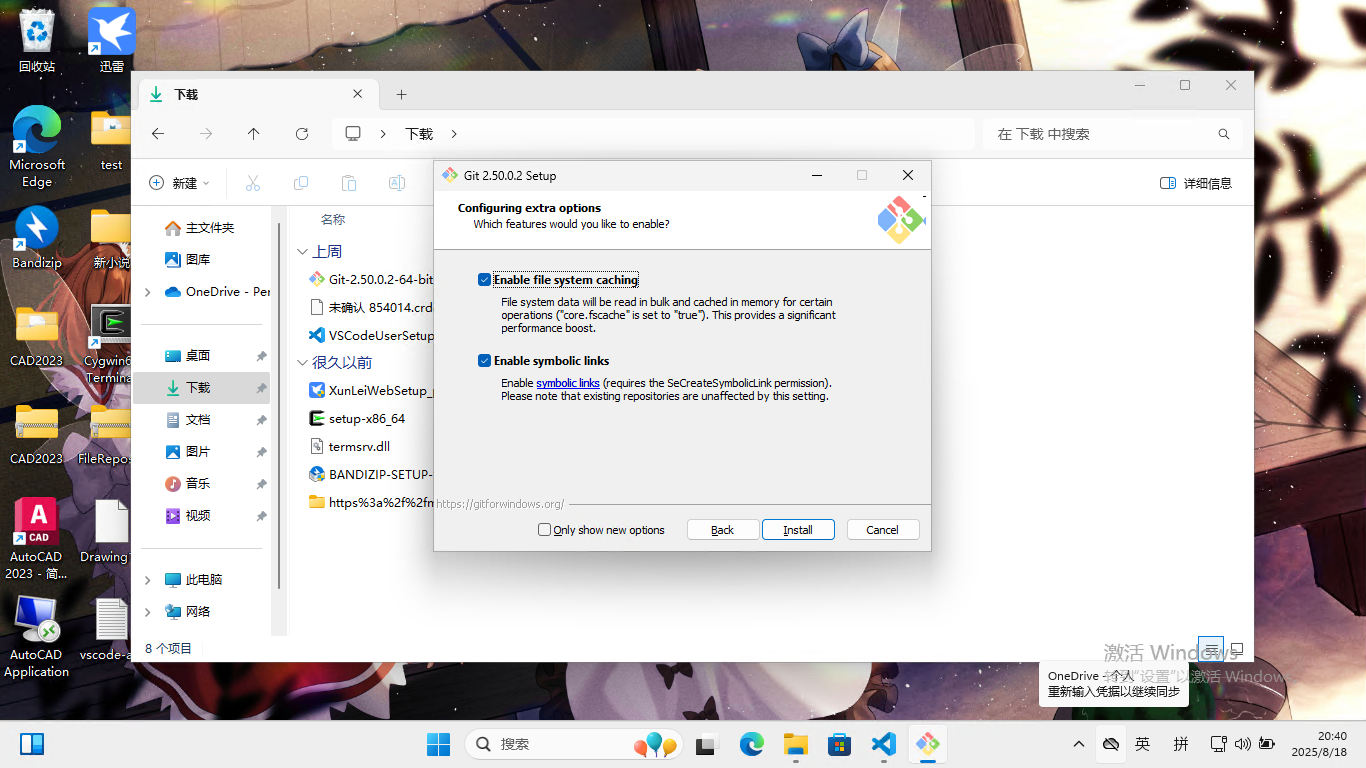 回收站
迅雷
Microsoft
Edge
test
Bandizip
新小兑
CAD2023
Cygwin6
Termina
CAD2023
FileRepos
AutoCAD
2023 - 简...
Drawing
AutoCAD
Application
vscode-a
下载
下载
在 下载 中搜索
新建
详细信息
主文件夹
图库
OneDrive - Per
桌面
下载
文档
图片
音乐
视频
此电脑
网络
名称
上周
Git-2.50.0.2-64-bit
未确认 854014.crd
VSCodeUserSetup
很久以前
XunLeiWebSetup_
setup-x86_64
termsrv.dll
BANDIZIP-SETUP-
https%3a%2f%2fm
8 个项目
Git 2.50.0.2 Setup
Configuring extra options
Which features would you like to enable?
Enable file system caching
File system data will be read in bulk and cached in memory for certain
operations ("core.fscache" is set to "true"). This provides a significant
performance boost.
Enable symbolic links
Enable symbolic links (requires the SeCreateSymbolicLink permission).
Please note that existing repositories are unaffected by this setting.
https://gitforwindows.org/
Only show new options
Back
Install
Cancel
激活 Windows
转到"设置"以激活 Windows
OneDrive - 个人
重新输入凭据以继续同步
搜索
英
拼
20:40
2025/8/18